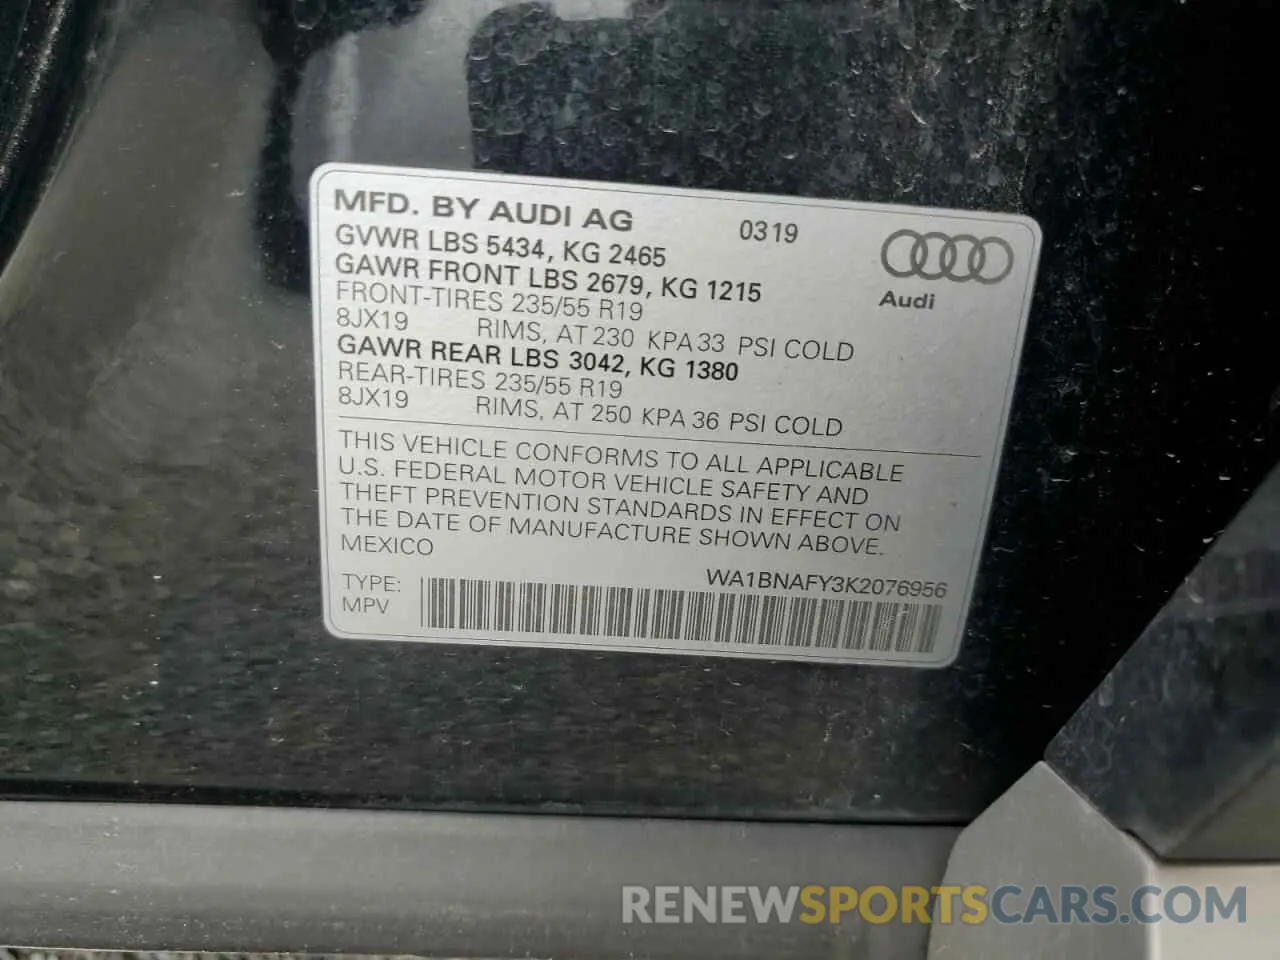 MFD. BY AUDI AG 0319
GVWR LBS 5434, KG 2465
GAWR FRONT LBS 2679, KG 1215
Audi
FRONT-TIRES 235/55 R19
8JX19 RIMS, AT 230 KPA 33 PSI COLD
GAWR REAR LBS 3042, KG 1380
REAR-TIRES 235/55 R19
8JX19 RIMS, AT 250 KPA 36 PSI COLD
THIS VEHICLE CONFORMS TO ALL APPLICABLE
U.S. FEDERAL MOTOR VEHICLE SAFETY AND
THEFT PREVENTION STANDARDS IN EFFECT ON
THE DATE OF MANUFACTURE SHOWN ABOVE.
MEXICO
WA1BNAFY3K2076956
TYPE:
MPV
RENEWSPORTSCARS.COM